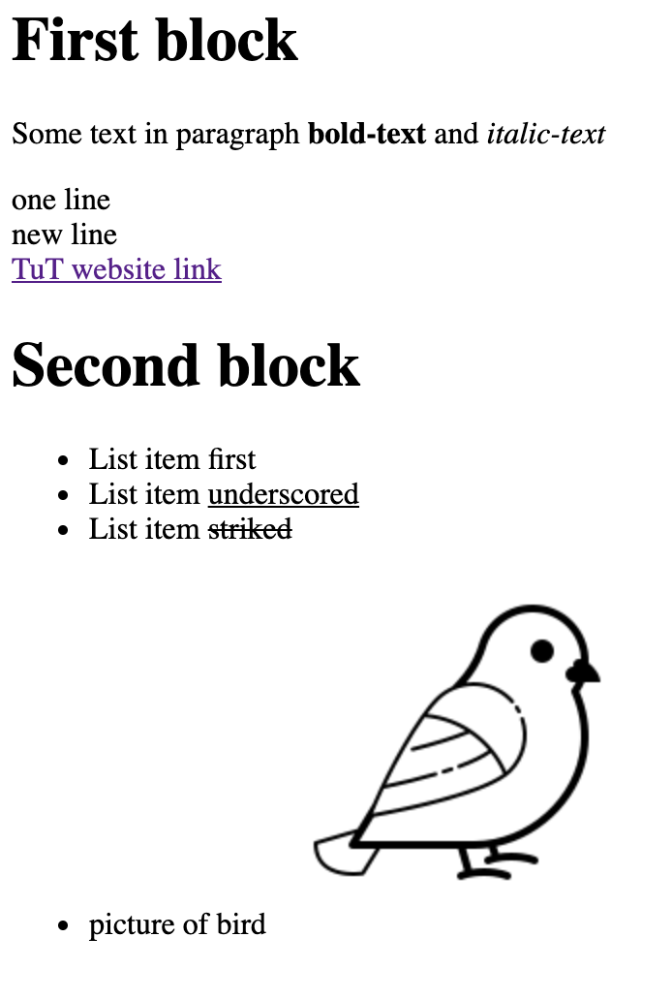 First block
Some text in paragraph bold-text and italic-text
one line
new line
TuT website link
Second block
List item first
List item underscored
List item striked
picture of bird